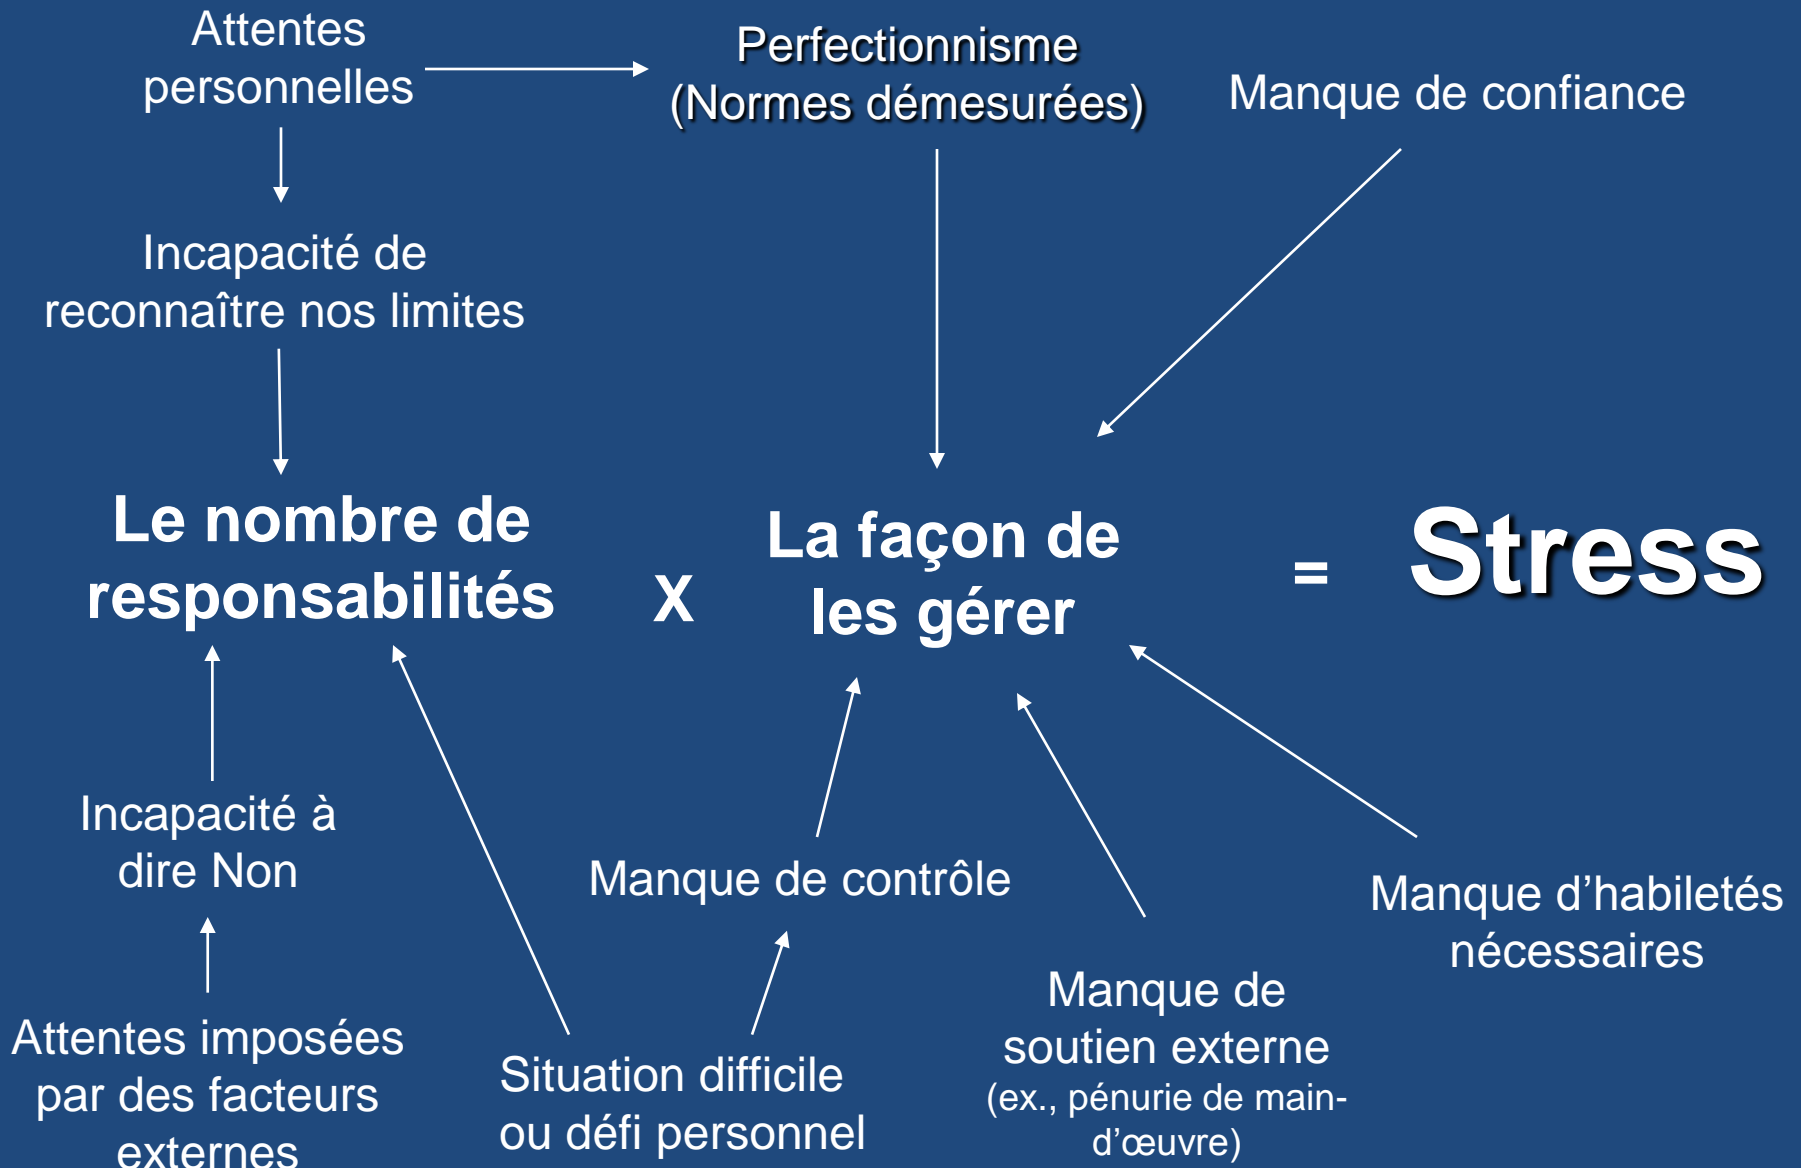 Attentes
personnelles
Perfectionnisme
(Normes démesurées)
Manque de confiance
Incapacité de
reconnaître nos limites
Le nombre de
responsabilités
X
La façon de
les gérer
=
Stress
Incapacité à
dire Non
Manque de contrôle
Manque d’habiletés
nécessaires
Attentes imposées
par des facteurs
externes
Situation difficile
ou défi personnel
Manque de
soutien externe
(ex., pénurie de main-
d’œuvre)